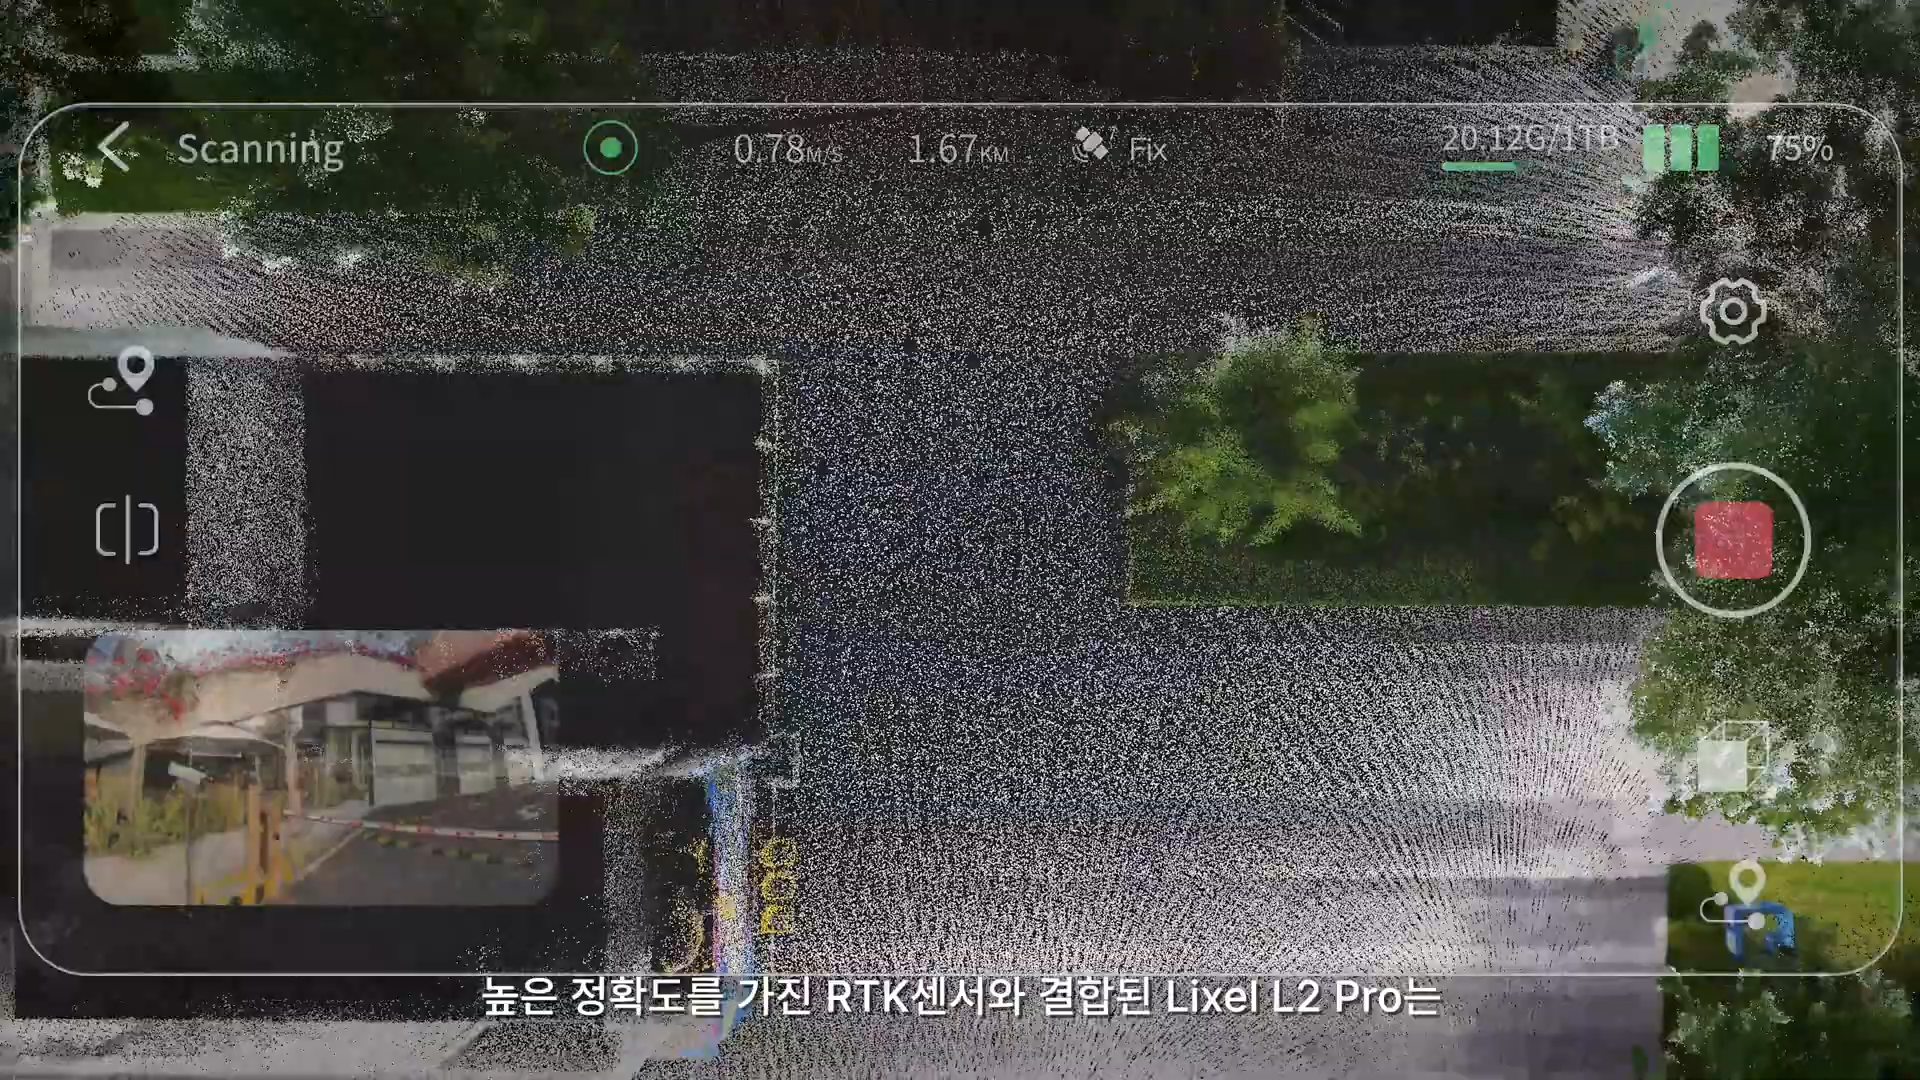 Scanning
0.78M/S
1.67KM
Fix
20.12G/1TB
75%
높은 정확도를 가진 RTK센서와 결합된 Lixel L2 Pro는